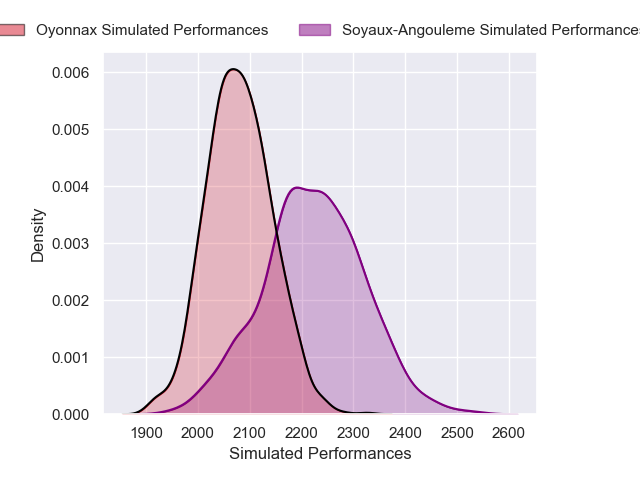 Oyonnax Simulated Performances Soyaux-Angouleme Simulated Performances
0.006
0.005
0.004
0.003
0.002
0.001
0.000
Density
1900 2000 2100 2200 2300 2400 2500 2600
Simulated Performances